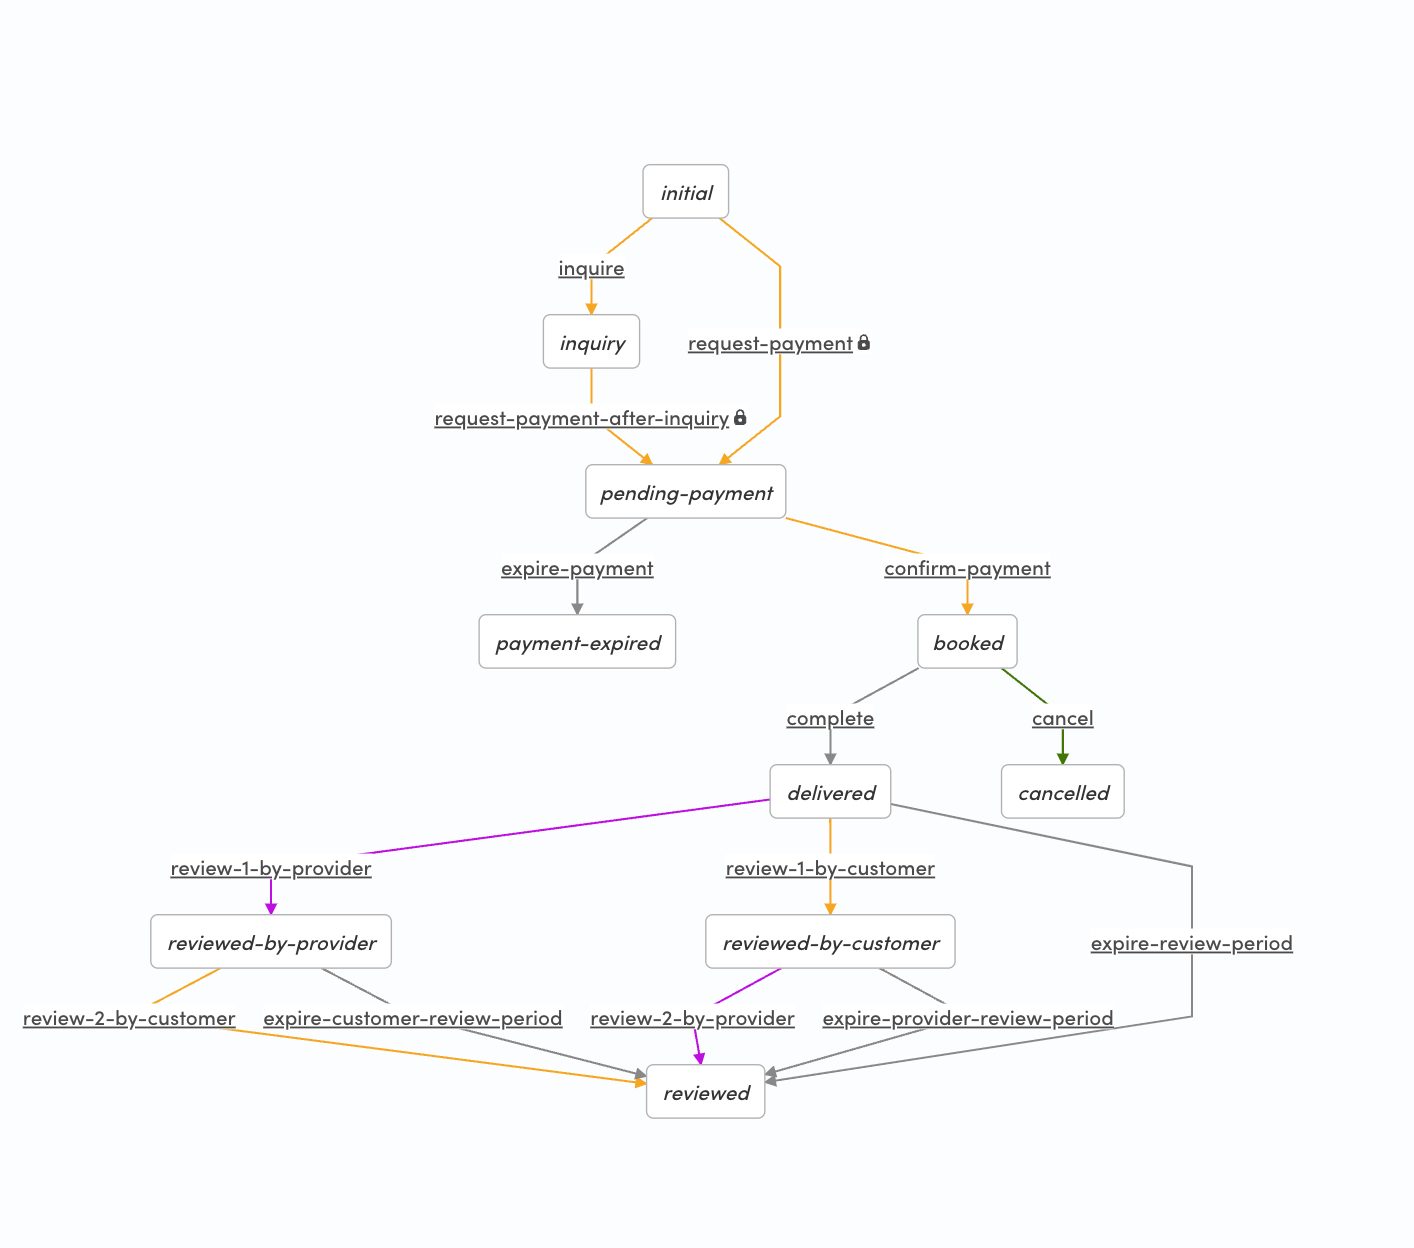 initial
inquire
inquiry
request-payment
request-payment-after-inquiry
pending-payment
expire-payment
confirm-payment
payment-expired
booked
complete
cancel
delivered
cancelled
review-1-by-provider
review-1-by-customer
reviewed-by-provider
reviewed-by-customer
expire-review-period
review-2-by-customer
expire-customer-review-period
review-2-by-provider
expire-provider-review-period
reviewed